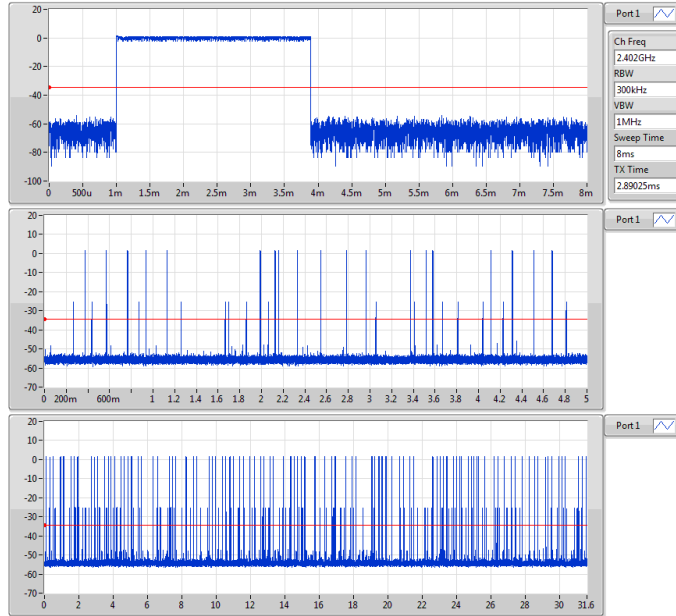 20
0
-20
-40
-60
-80
-100
0 500u 1m 1.5m 2m 2.5m 3m 3.5m 4m 4.5m 5m 5.5m 6m 6.5m 7m 7.5m 8m
Port 1
Ch Freq
2.402GHz
RBW
300kHz
VBW
1MHz
Sweep Time
8ms
TX Time
2.89025ms
20
10
0
-10
-20
-30
-40
-50
-60
-70
0 200m 600m 1 1.2 1.4 1.6 1.8 2 2.2 2.4 2.6 2.8 3 3.2 3.4 3.6 3.8 4 4.2 4.4 4.6 4.8 5
Port 1
20
10
0
-10
-20
-30
-40
-50
-60
-70
0 2 4 6 8 10 12 14 16 18 20 22 24 26 28 30 31.6
Port 1